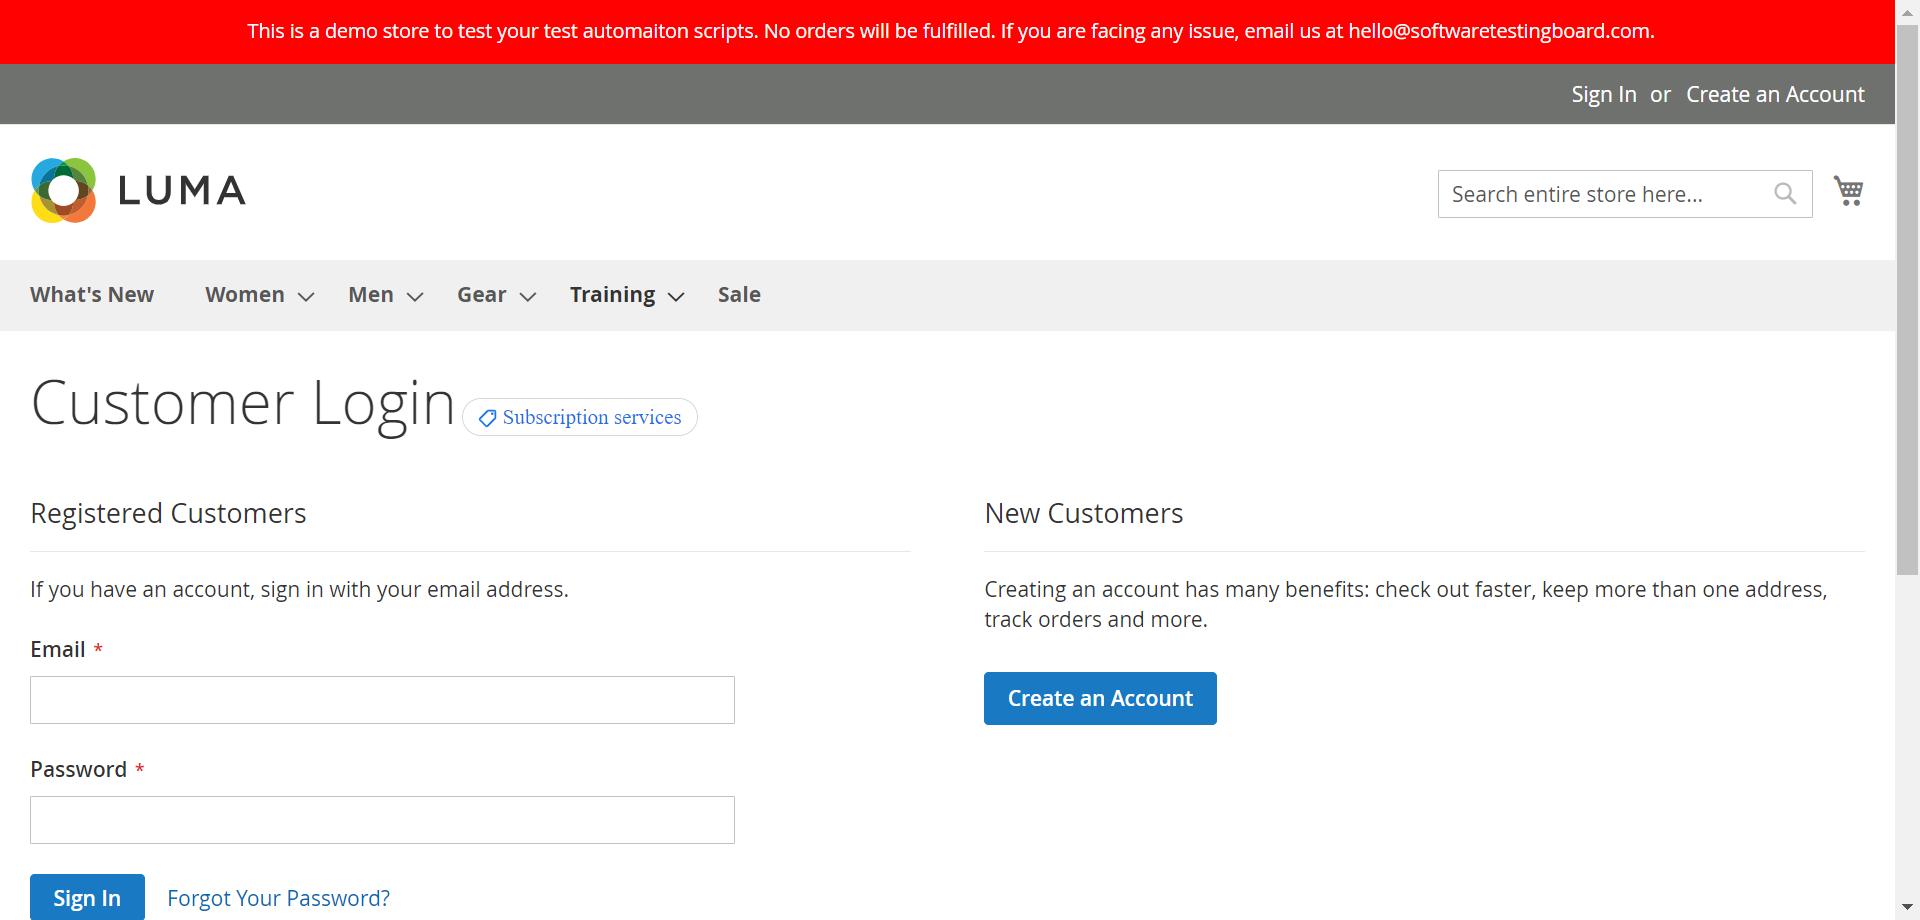 This is a demo store to test your test automaiton scripts. No orders will be fulfilled. If you are facing any issue, email us at hello@softwaretestingboard.com.
Sign In or Create an Account
LUMA
Search entire store here...
What's New Women Men Gear Training Sale
Customer Login
Subscription services
Registered Customers
If you have an account, sign in with your email address.
Email *
Password *
Sign In Forgot Your Password?
New Customers
Creating an account has many benefits: check out faster, keep more than one address,
track orders and more.
Create an Account